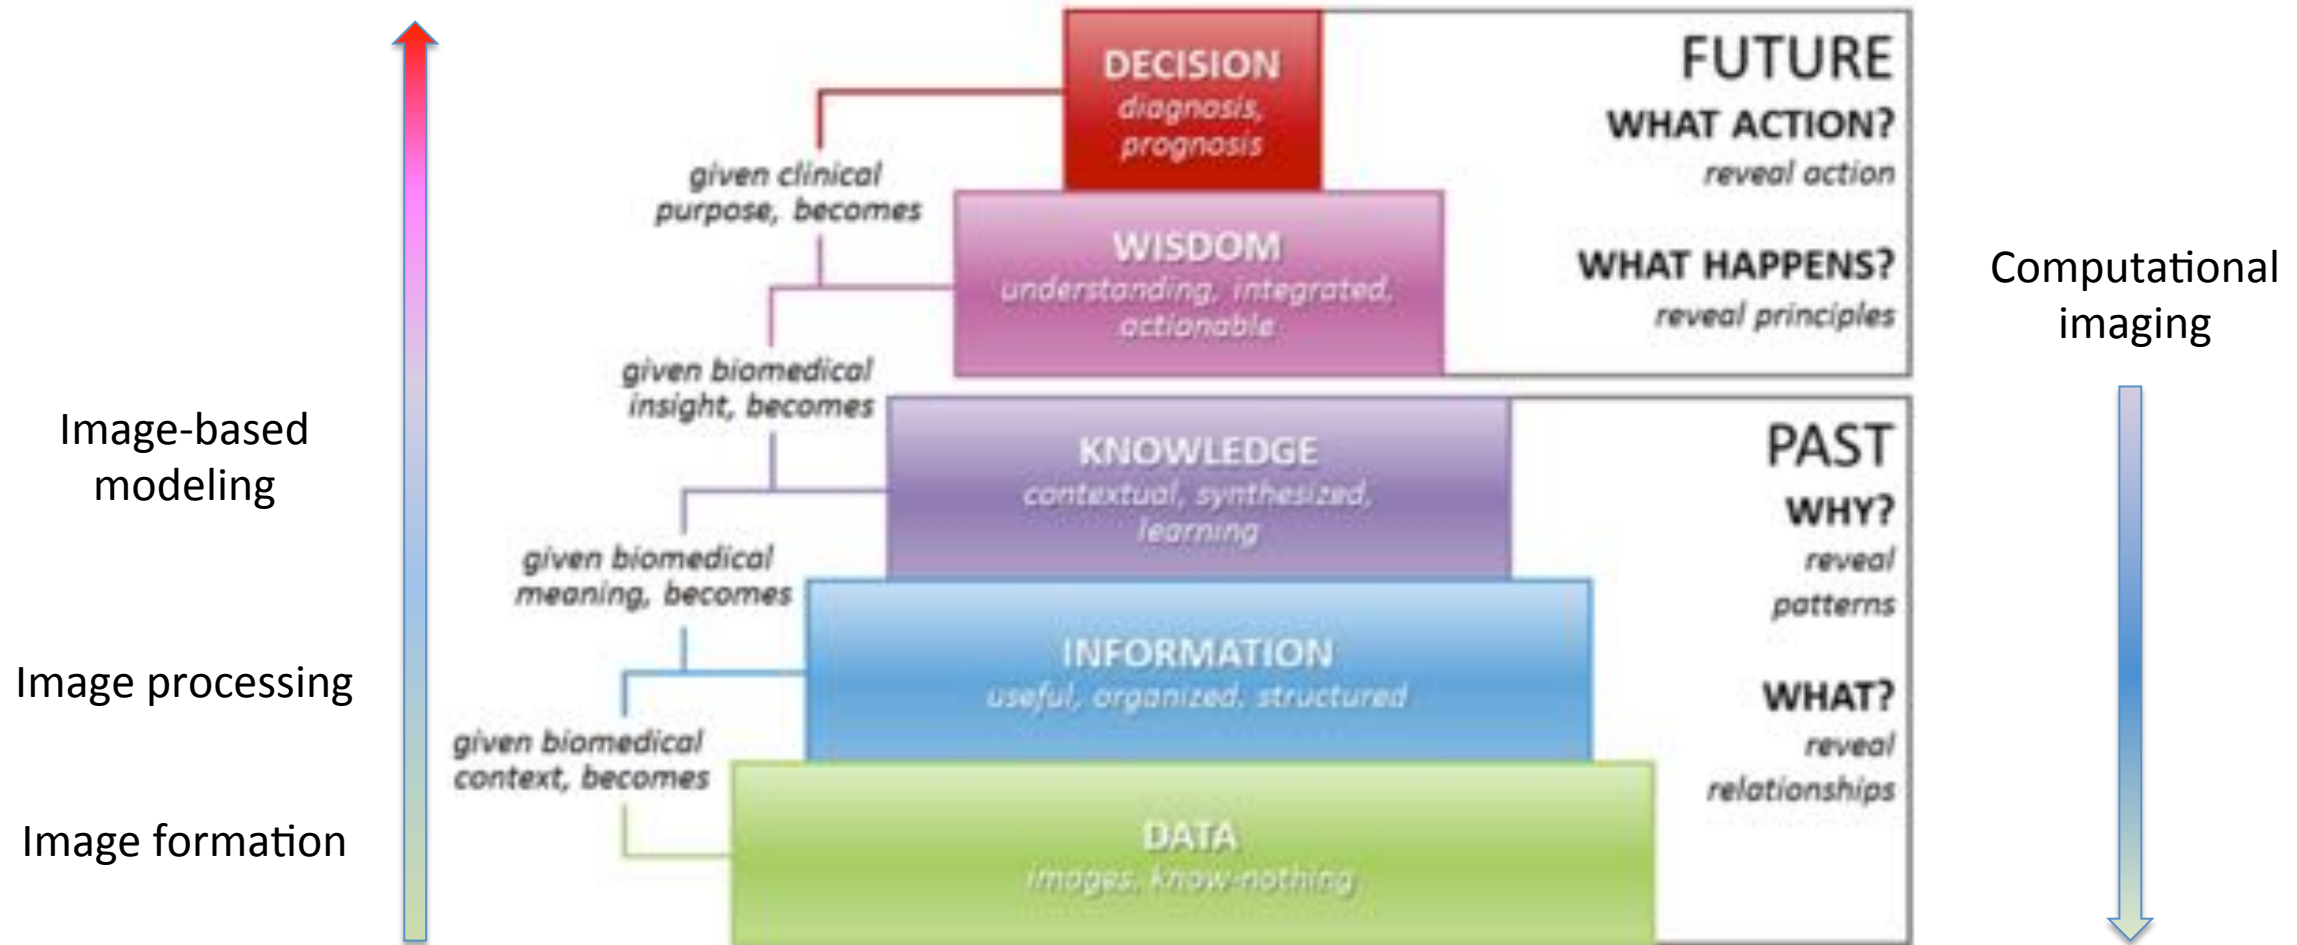 DECISION
diagnosis,
prognosis
FUTURE
WHAT ACTION?
reveal action
given clinical
purpose, becomes
WISDOM
understanding, integrated,
actionable
WHAT HAPPENS?
reveal principles
Computational
imaging
given biomedical
insight, becomes
Image-based
modeling
KNOWLEDGE
contextual, synthesized,
learning
PAST
WHY?
reveal
patterns
given biomedical
meaning, becomes
Image processing
INFORMATION
useful, organized, structured
WHAT?
reveal
relationships
given biomedical
context, becomes
Image formation
DATA
images, know-nothing